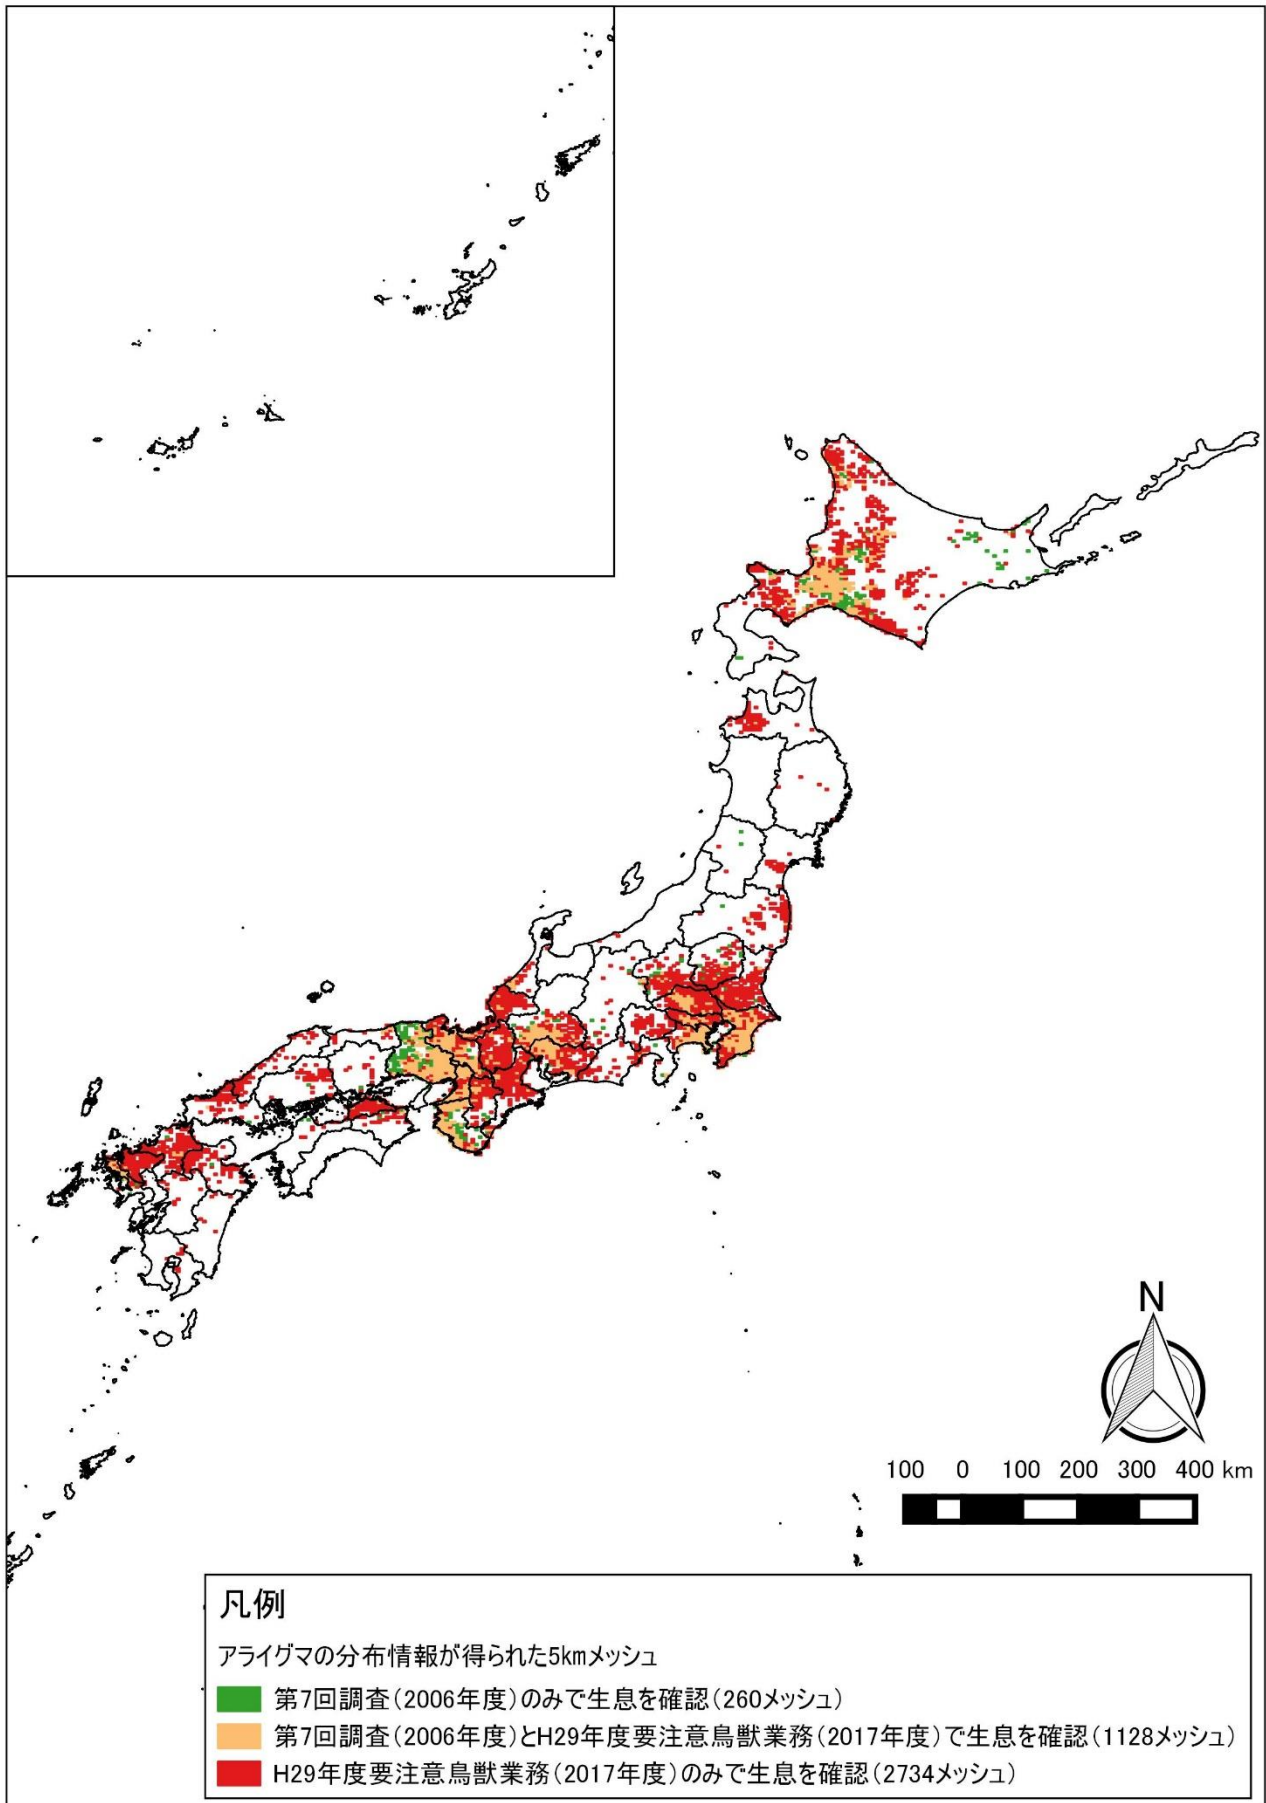 N
100 0 100 200 300 400 km
凡例
アライグマの分布情報が得られた5kmメッシュ
第7回調査(2006年度)のみで生息を確認(260メッシュ)
第7回調査(2006年度)とH29年度要注意鳥獣業務(2017年度)で生息を確認(1128メッシュ)
H29年度要注意鳥獣業務(2017年度)のみで生息を確認(2734メッシュ)